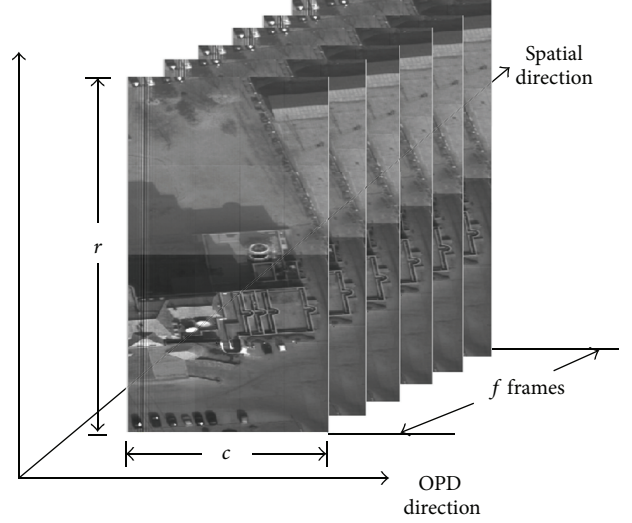 Spatial
direction
r
f frames
c
OPD
direction